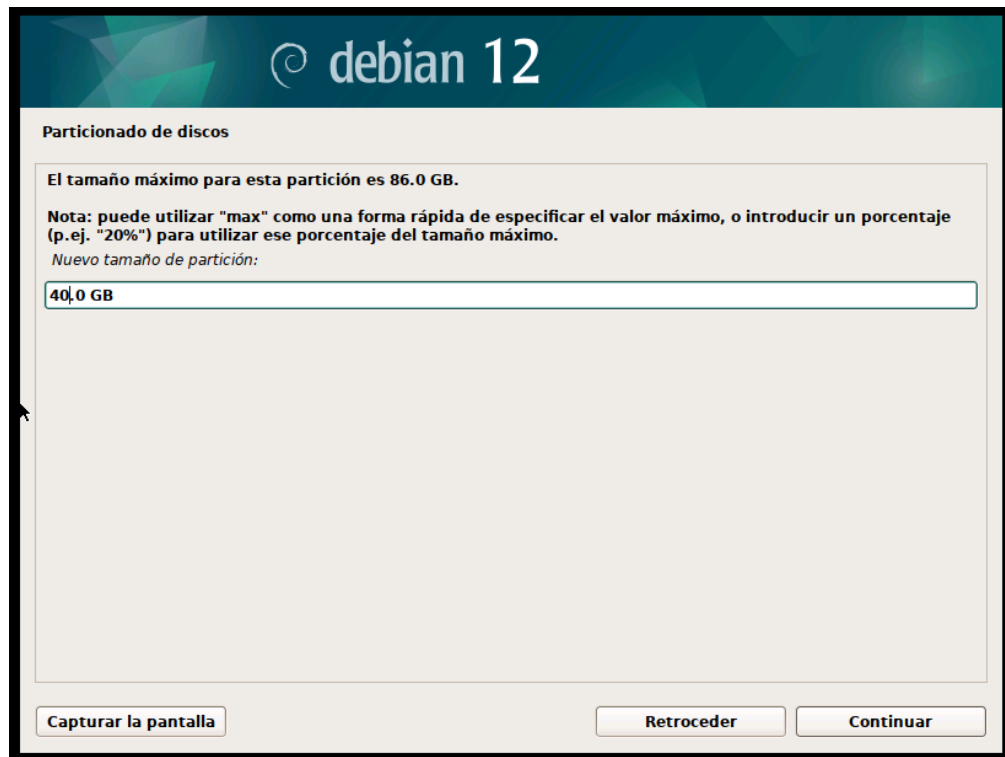 debian 12
Particionado de discos
El tamaño máximo para esta partición es 86.0 GB.
Nota: puede utilizar "max" como una forma rápida de especificar el valor máximo, o introducir un porcentaje
(p.ej. "20%") para utilizar ese porcentaje del tamaño máximo.
Nuevo tamaño de partición:
40.0 GB
Capturar la pantalla
Retroceder
Continuar